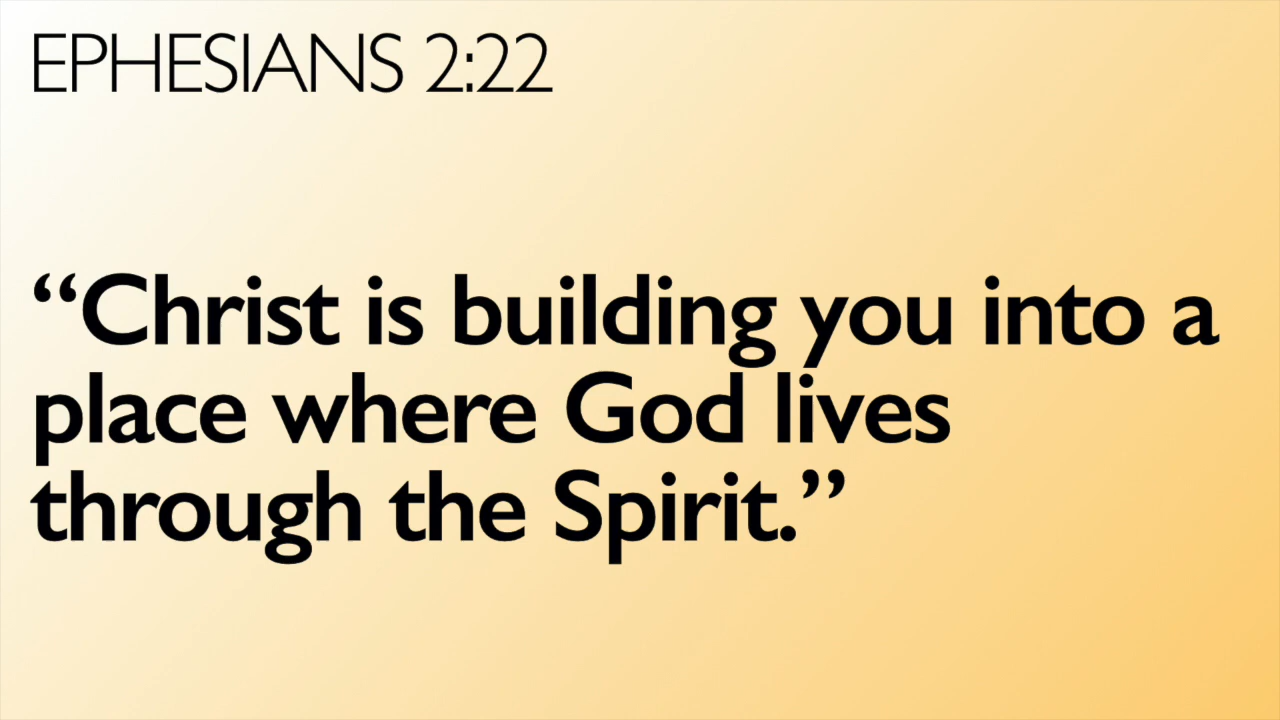 EPHESIANS 2:22
“Christ is building you into a
place where God lives
through the Spirit.”